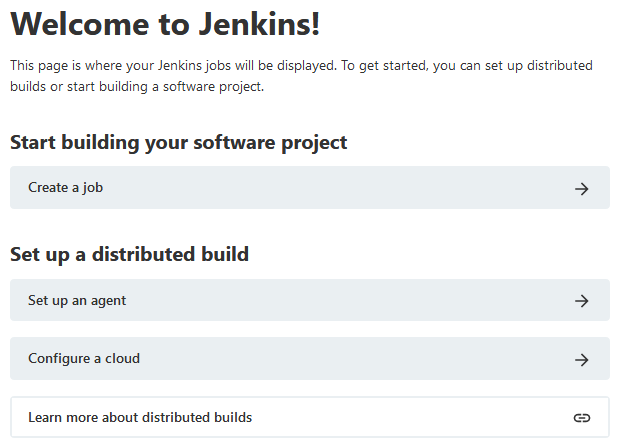 Welcome to Jenkins!
This page is where your Jenkins jobs will be displayed. To get started, you can set up distributed
builds or start building a software project.
Start building your software project
Create a job
Set up a distributed build
Set up an agent
Configure a cloud
Learn more about distributed builds